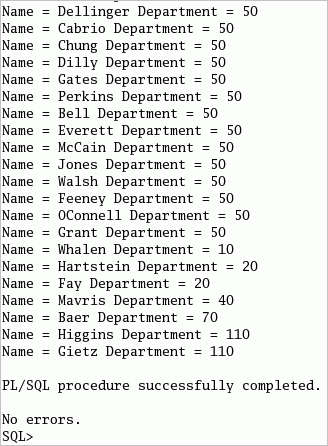 Name = Dellinger Department = 50
Name = Cabrio Department = 50
Name = Chung Department = 50
Name = Dilly Department = 50
Name = Gates Department = 50
Name = Perkins Department = 50
Name = Bell Department = 50
Name = Everett Department = 50
Name = McCain Department = 50
Name = Jones Department = 50
Name = Walsh Department = 50
Name = Feeney Department = 50
Name = OConnell Department = 50
Name = Grant Department = 50
Name = Whalen Department = 10
Name = Hartstein Department = 20
Name = Fay Department = 20
Name = Mavris Department = 40
Name = Baer Department = 70
Name = Higgins Department = 110
Name = Gietz Department = 110
PL/SQL procedure successfully completed.
No errors.
SQL>